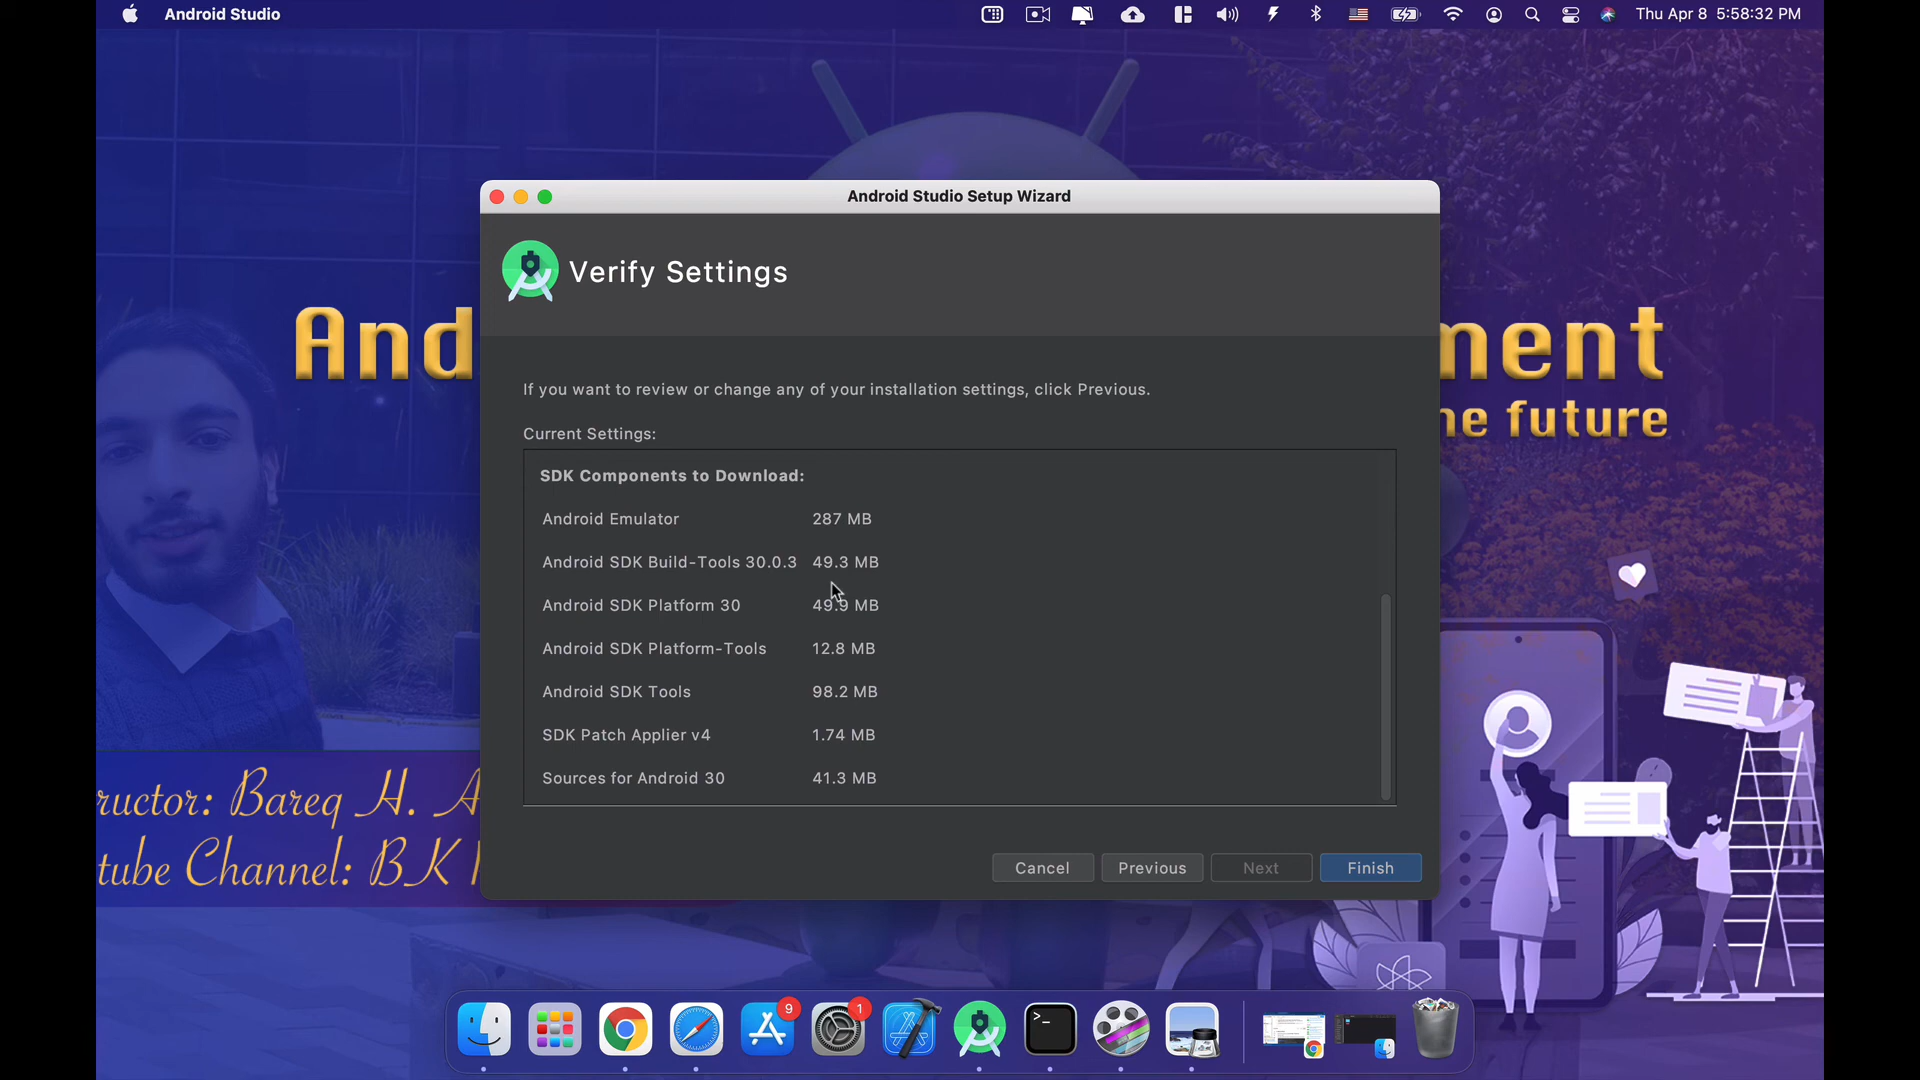 Android Studio
Thu Apr 8 5:58:32 PM
Android Studio Setup Wizard
Verify Settings
And
ment
he future
If you want to review or change any of your installation settings, click Previous.
Current Settings:
SDK Components to Download:
Android Emulator 287 MB
Android SDK Build-Tools 30.0.3 49.3 MB
Android SDK Platform 30 49.9 MB
Android SDK Platform-Tools 12.8 MB
Android SDK Tools 98.2 MB
SDK Patch Applier v4 1.74 MB
Sources for Android 30 41.3 MB
ructor: Bareq H. A
tube Channel: B.K
Cancel Previous Next Finish
9
1
>_